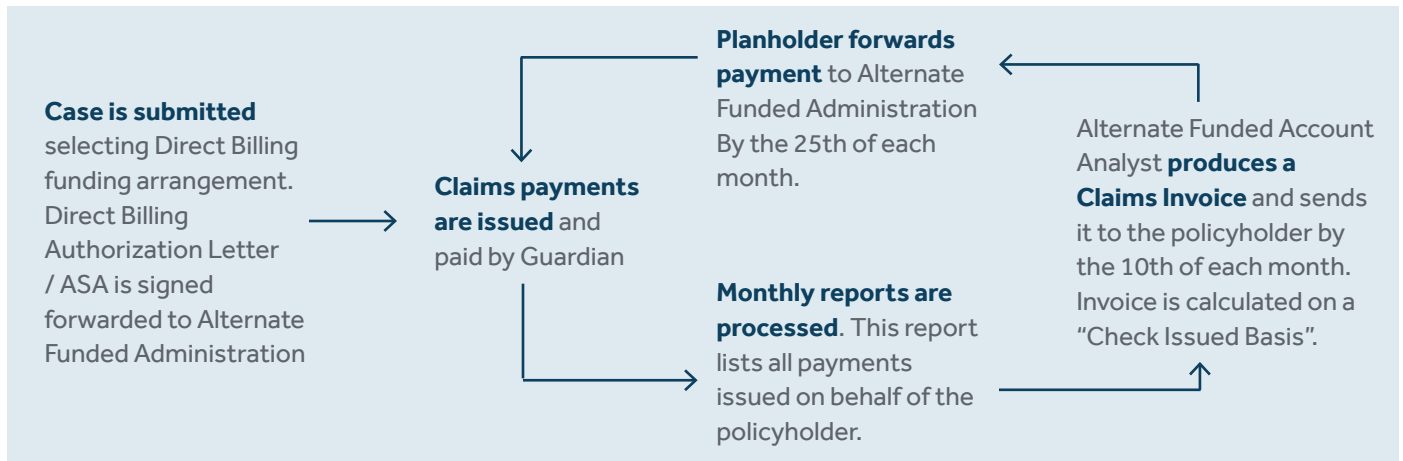 Case is submitted
selecting Direct Billing
funding arrangement.
Direct Billing
Authorization Letter
/ ASA is signed
forwarded to Alternate
Funded Administration
Claims payments
are issued and
paid by Guardian
Planholder forwards
payment to Alternate
Funded Administration
By the 25th of each
month.
Monthly reports are
processed. This report
lists all payments
issued on behalf of the
policyholder.
Alternate Funded Account
Analyst produces a
Claims Invoice and sends
it to the policyholder by
the 10th of each month.
Invoice is calculated on a
“Check Issued Basis”.